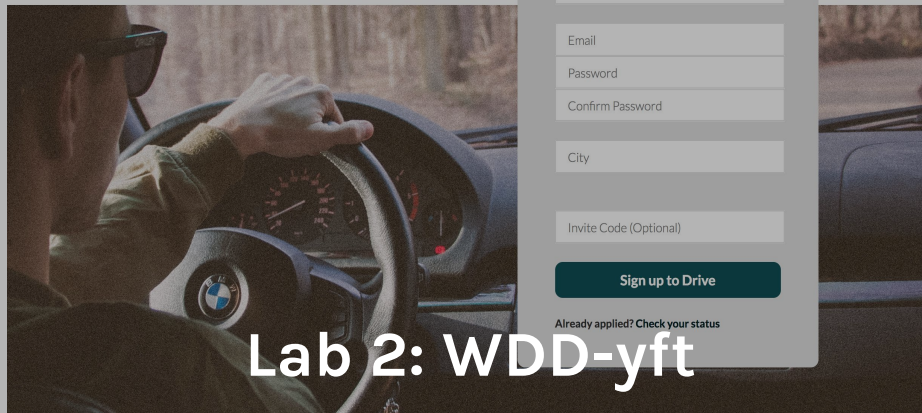 Email
Password
Confirm Password
City
Invite Code (Optional)
Sign up to Drive
Already applied? Check your status
Lab 2: WDD-yft